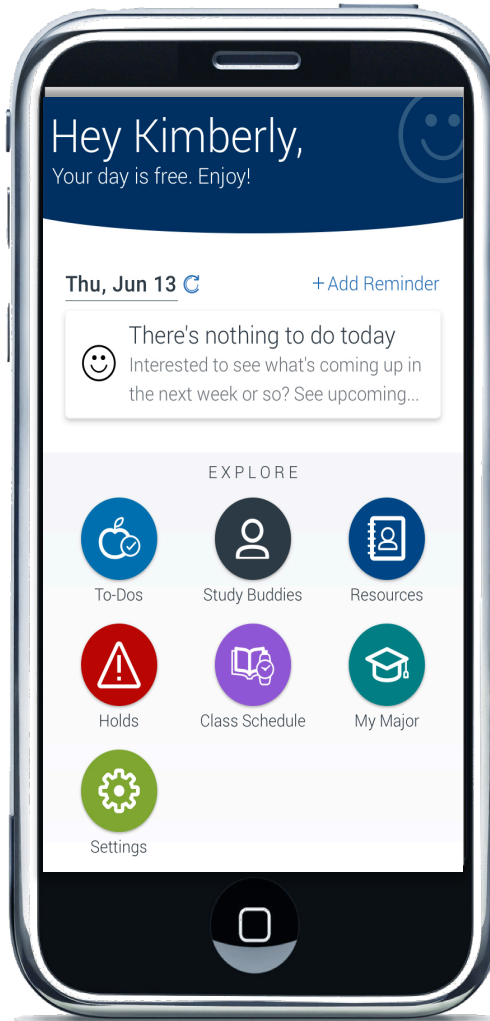 Hey Kimberly,
Your day is free. Enjoy!
Thu, Jun 13 +Add Reminder
There's nothing to do today
Interested to see what's coming up in
the next week or so? See upcoming...
EXPLORE
To-Dos Study Buddies Resources
Holds Class Schedule My Major
Settings